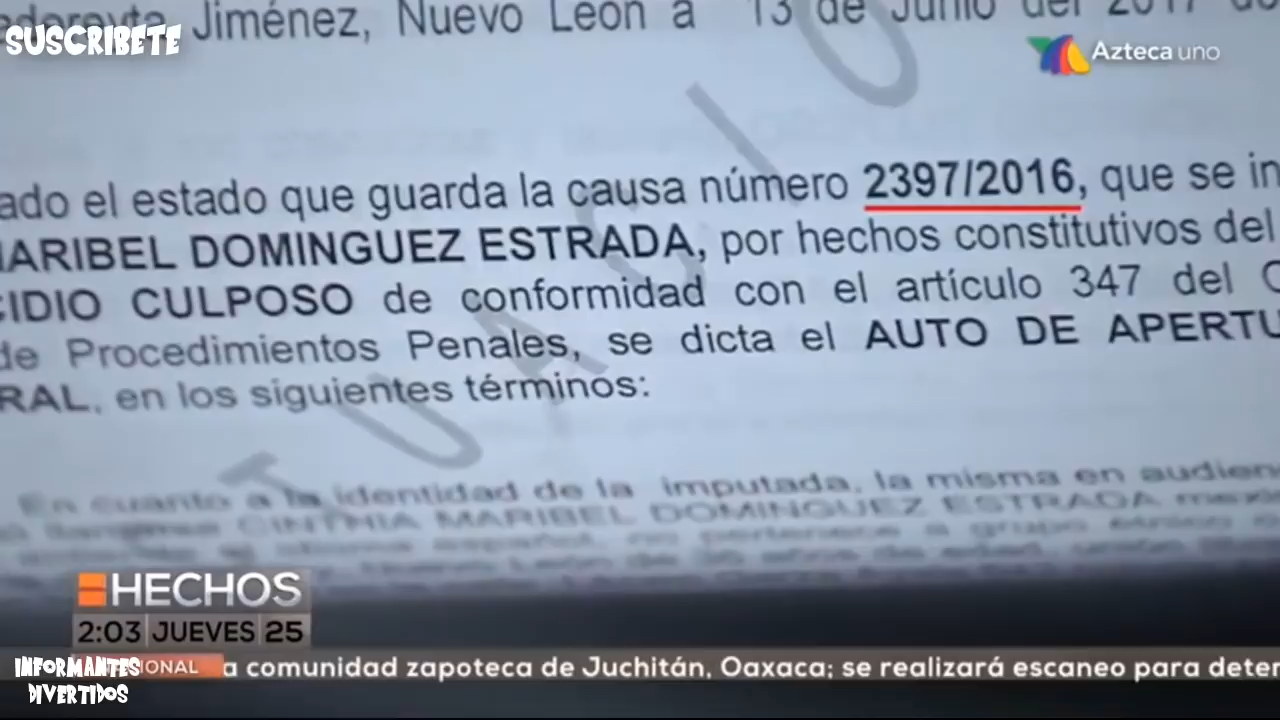 Jiménez, Nuevo León a 13 de Junio del 2017
SUSCRIBETE
Azteca uno
ado el estado que guarda la causa número 2397/2016, que se in
MARIBEL DOMINGUEZ ESTRADA, por hechos constitutivos del
CIDIO CULPOSO de conformidad con el artículo 347 del C
de Procedimientos Penales, se dicta el AUTO DE APERTU
RAL, en los siguientes términos:
En cuanto a la identidad de la imputada, la misma en audien
CINTHIA MARIBEL DOMINGUEZ ESTRADA
HECHOS
2:03 JUEVES 25
INFORMANTES
DIVERTIDOS
IONAL a comunidad zapoteca de Juchitán, Oaxaca; se realizará escaneo para deter